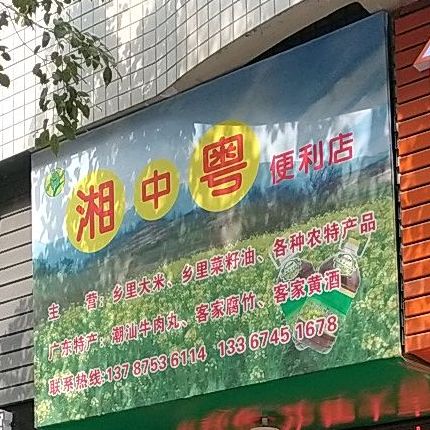 湘中粤便利店
主 营：乡里大米、乡里菜籽油、各种农特产品
广东特产：潮汕牛肉丸、客家腐竹、客家黄酒
联系热线:137 8753 6114 133 6745 1678